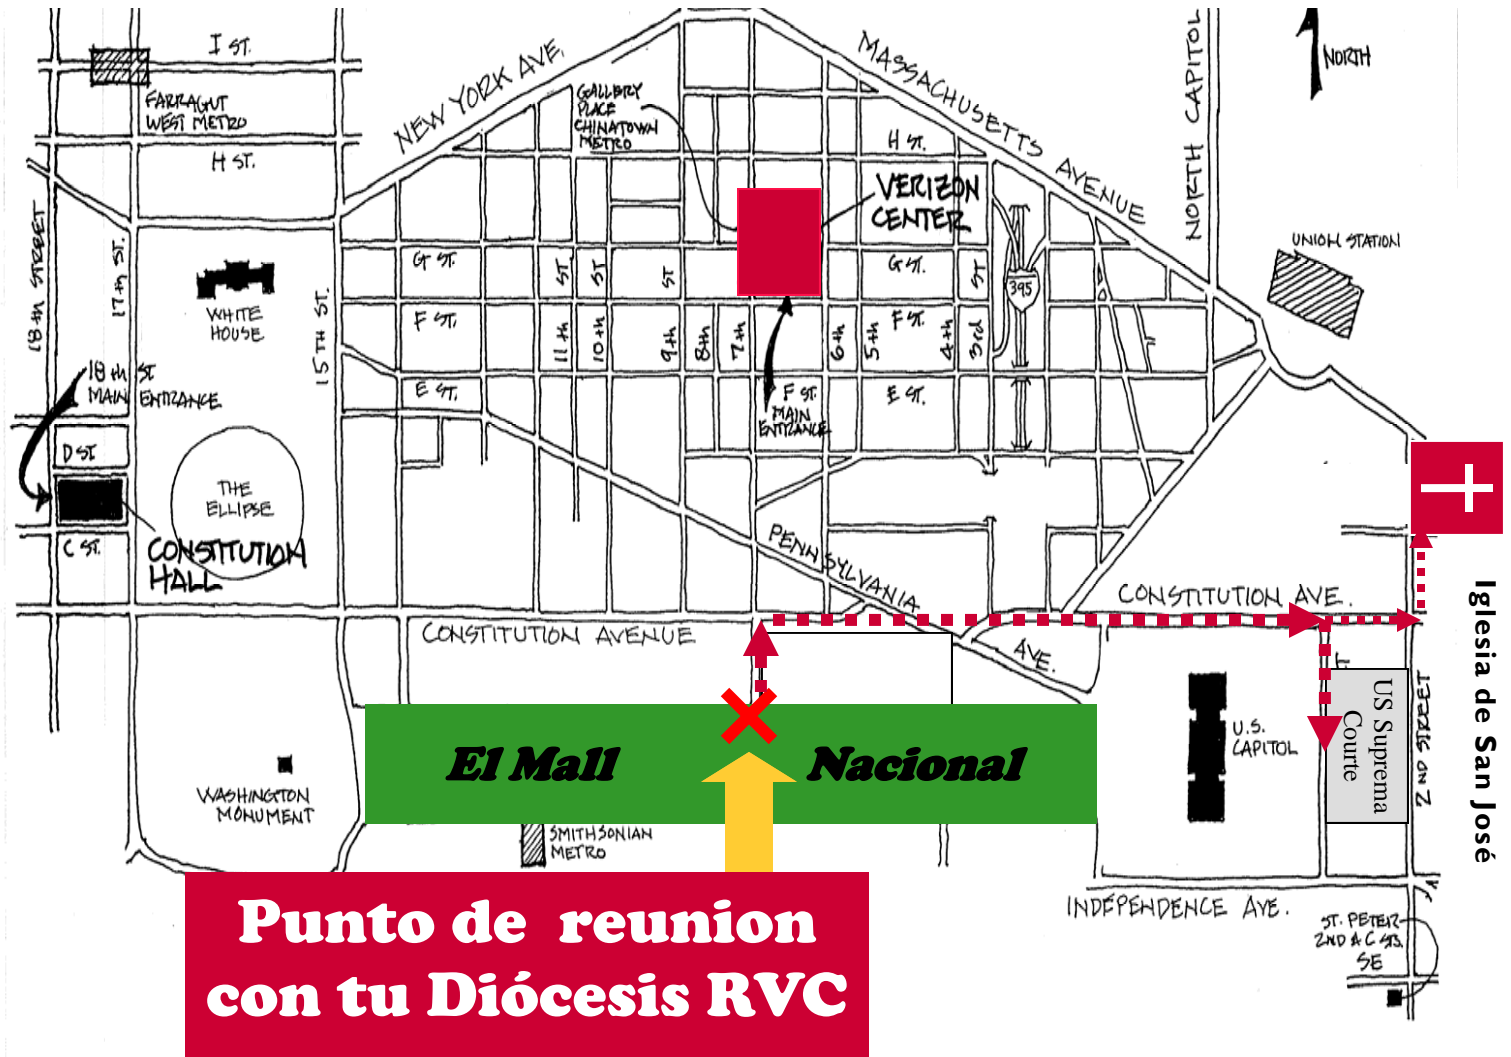 I ST.
FARRAGUT
WEST METRO
H ST.
NEW YORK AVE.
GALLERY
PLACE
CHINATOWN
METRO
MASSACHUSETTS AVENUE
NORTH CAPITOL
NORTH
H ST.
VERIZON
CENTER
UNION STATION
18th STREET
17th ST.
WHITE
HOUSE
15TH ST.
G ST.
11th ST
10th ST
9th ST
8th
7th
6th
5th
4th
3rd ST
G ST.
395
F ST.
F ST.
18th ST
MAIN ENTRANCE
E ST.
F ST.
MAIN
ENTRANCE
E ST.
D ST
THE
ELLIPSE
C ST.
CONSTITUTION
HALL
PENNSYLVANIA
AVE.
CONSTITUTION AVENUE
CONSTITUTION AVE.
Iglesia de San José
US Suprema
Courte
2ND STREET
U.S.
CAPITOL
El Mall
Nacional
WASHINGTON
MONUMENT
SMITHSONIAN
METRO
INDEPENDENCE AVE.
ST. PETER
2ND & C STS.
SE
Punto de reunion
con tu Diócesis RVC